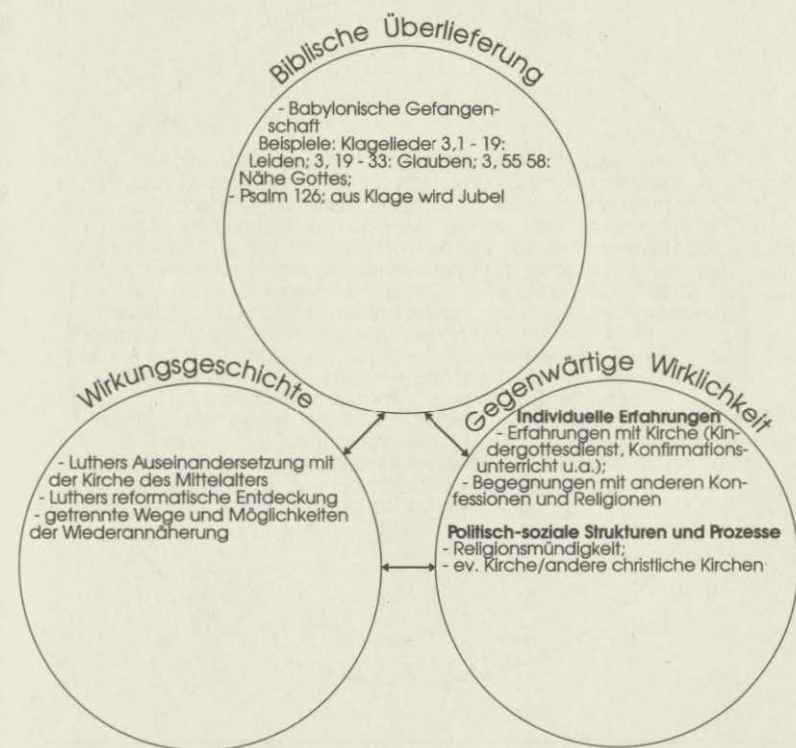 Biblische Überlieferung
- Babylonische Gefangen-
schaft
Beispiele: Klagelieder 3,1 - 19:
Leiden; 3, 19 - 33: Glauben; 3, 55 58:
Nähe Gottes;
- Psalm 126; aus Klage wird Jubel
Wirkungsgeschichte
- Luthers Auseinandersetzung mit
der Kirche des Mittelalters
- Luthers reformatische Entdeckung
- getrennte Wege und Möglichkeiten
der Wiederannäherung
Gegenwärtige Wirklichkeit
Individuelle Erfahrungen
- Erfahrungen mit Kirche (Kin-
dergottesdienst, Konfirmations-
unterricht u.a.);
- Begegnungen mit anderen Kon-
fessionen und Religionen
Politisch-soziale Strukturen und Prozesse
- Religionsmündigkeit;
- ev. Kirche/andere christliche Kirchen